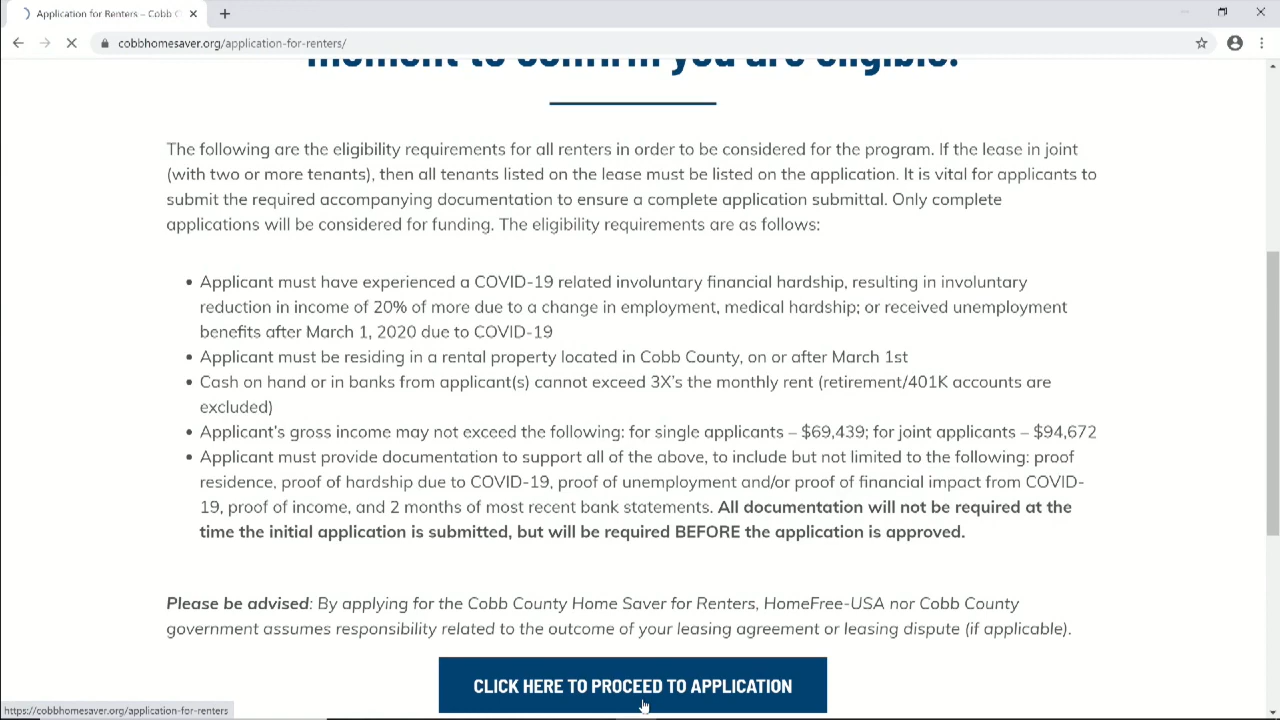 Application for Renters – Cobb C
cobbhomesaver.org/application-for-renters/
moment to confirm you are eligible.
The following are the eligibility requirements for all renters in order to be considered for the program. If the lease in joint
(with two or more tenants), then all tenants listed on the lease must be listed on the application. It is vital for applicants to
submit the required accompanying documentation to ensure a complete application submittal. Only complete
applications will be considered for funding. The eligibility requirements are as follows:
• Applicant must have experienced a COVID-19 related involuntary financial hardship, resulting in involuntary
reduction in income of 20% of more due to a change in employment, medical hardship; or received unemployment
benefits after March 1, 2020 due to COVID-19
• Applicant must be residing in a rental property located in Cobb County, on or after March 1st
• Cash on hand or in banks from applicant(s) cannot exceed 3X's the monthly rent (retirement/401K accounts are
excluded)
• Applicant's gross income may not exceed the following: for single applicants – $69,439; for joint applicants – $94,672
• Applicant must provide documentation to support all of the above, to include but not limited to the following: proof
residence, proof of hardship due to COVID-19, proof of unemployment and/or proof of financial impact from COVID-
19, proof of income, and 2 months of most recent bank statements. All documentation will not be required at the
time the initial application is submitted, but will be required BEFORE the application is approved.
Please be advised: By applying for the Cobb County Home Saver for Renters, HomeFree-USA nor Cobb County
government assumes responsibility related to the outcome of your leasing agreement or leasing dispute (if applicable).
CLICK HERE TO PROCEED TO APPLICATION
https://cobbhomesaver.org/application-for-renters